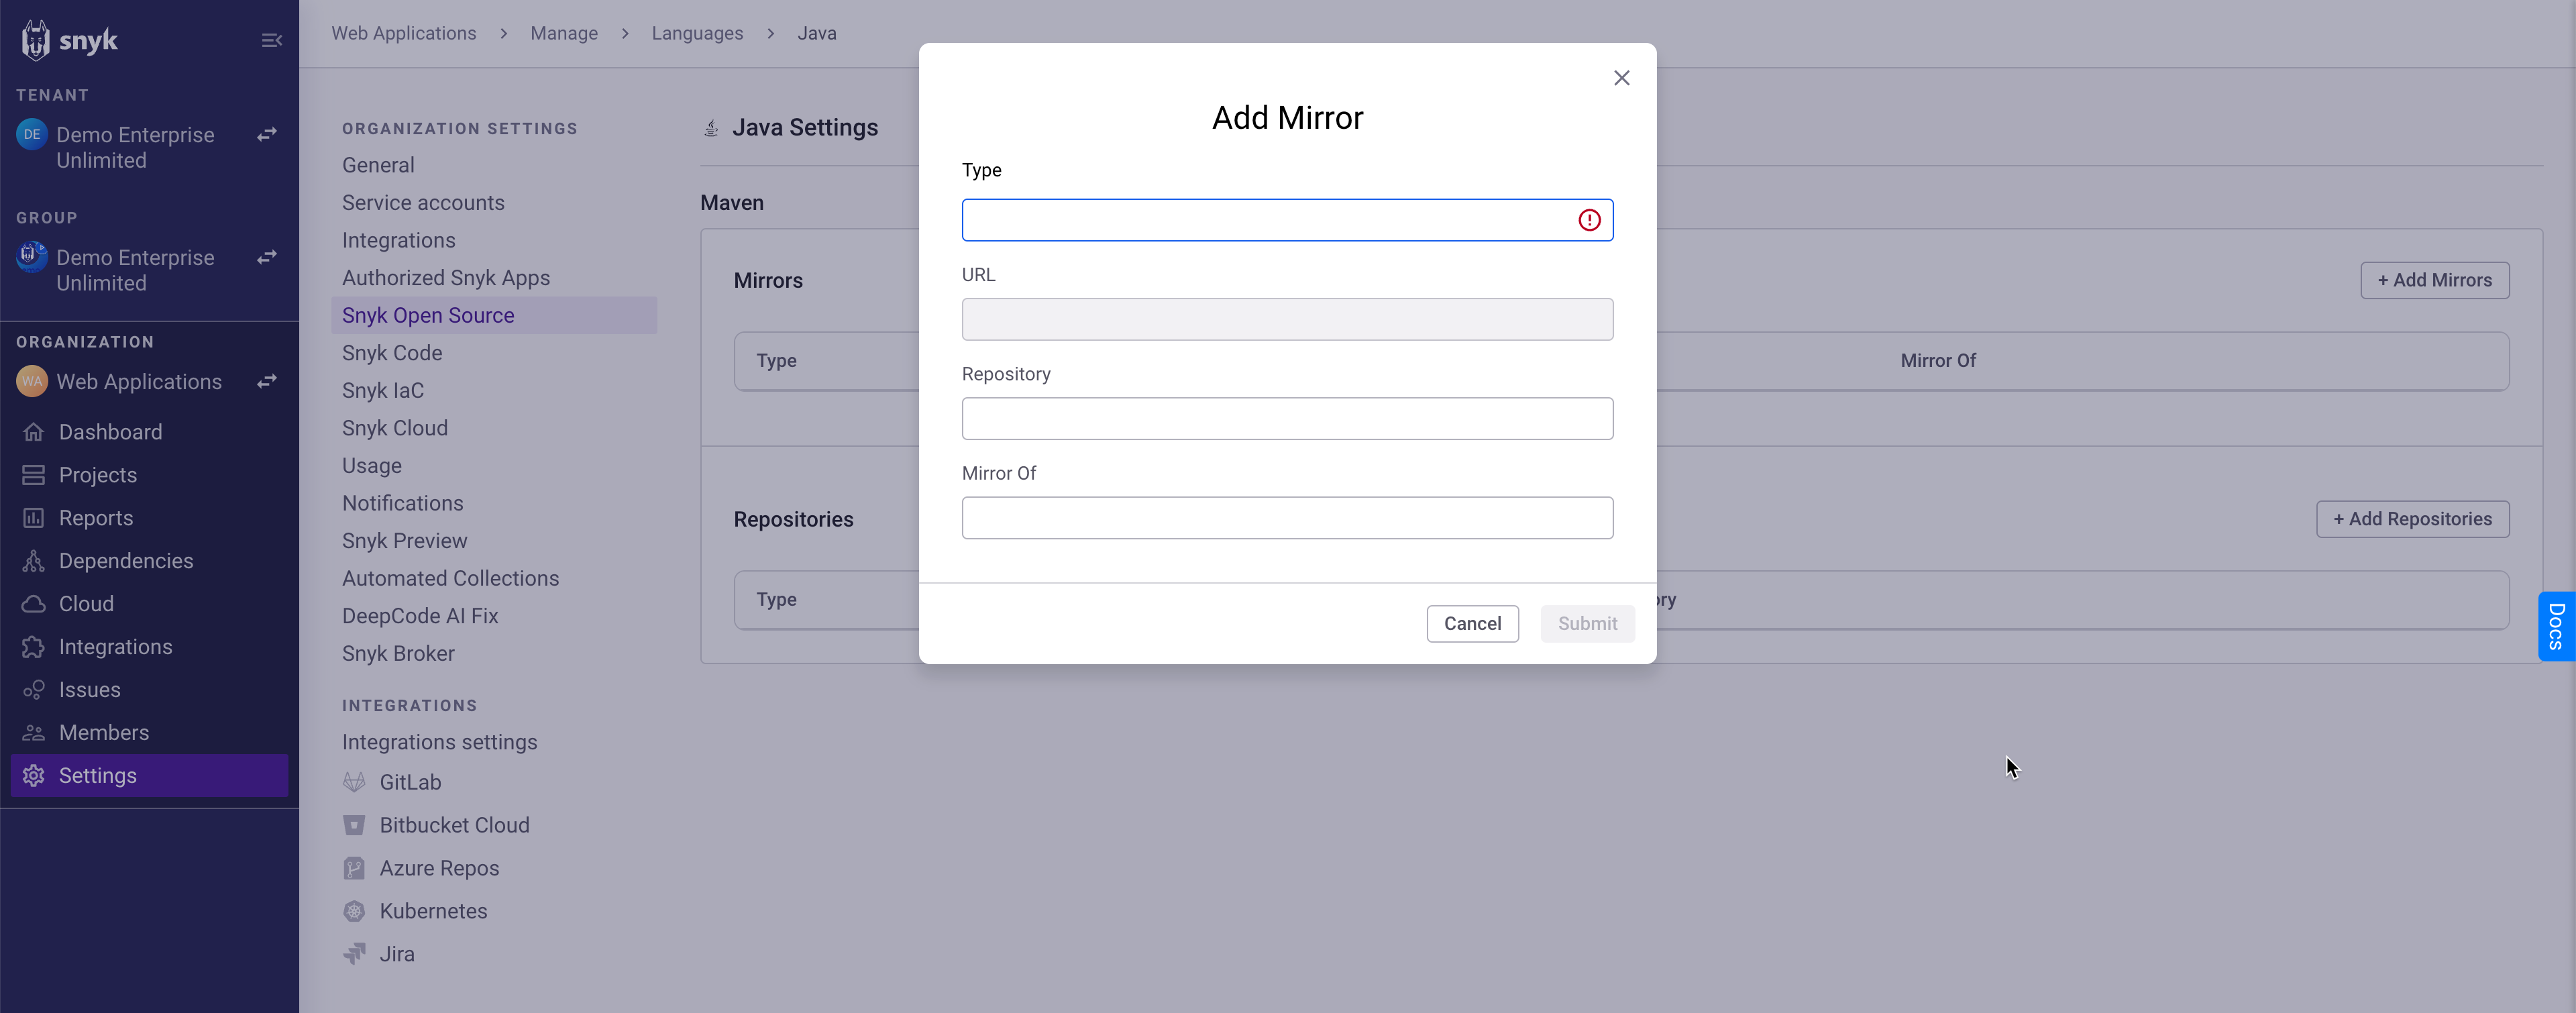 snyk
TENANT
DE
Demo Enterprise
Unlimited
GROUP
Demo Enterprise
Unlimited
ORGANIZATION
WA
Web Applications
Dashboard
Projects
Reports
Dependencies
Cloud
Integrations
Issues
Members
Settings
Web Applications > Manage > Languages > Java
ORGANIZATION SETTINGS
General
Service accounts
Integrations
Authorized Snyk Apps
Snyk Open Source
Snyk Code
Snyk IaC
Snyk Cloud
Usage
Notifications
Snyk Preview
Automated Collections
DeepCode AI Fix
Snyk Broker
INTEGRATIONS
Integrations settings
GitLab
Bitbucket Cloud
Azure Repos
Kubernetes
Jira
Java Settings
Maven
Mirrors
+ Add Mirrors
Type
Mirror Of
Repositories
+ Add Repositories
Type
ory
Add Mirror
Type
URL
Repository
Mirror Of
Cancel
Submit
Docs